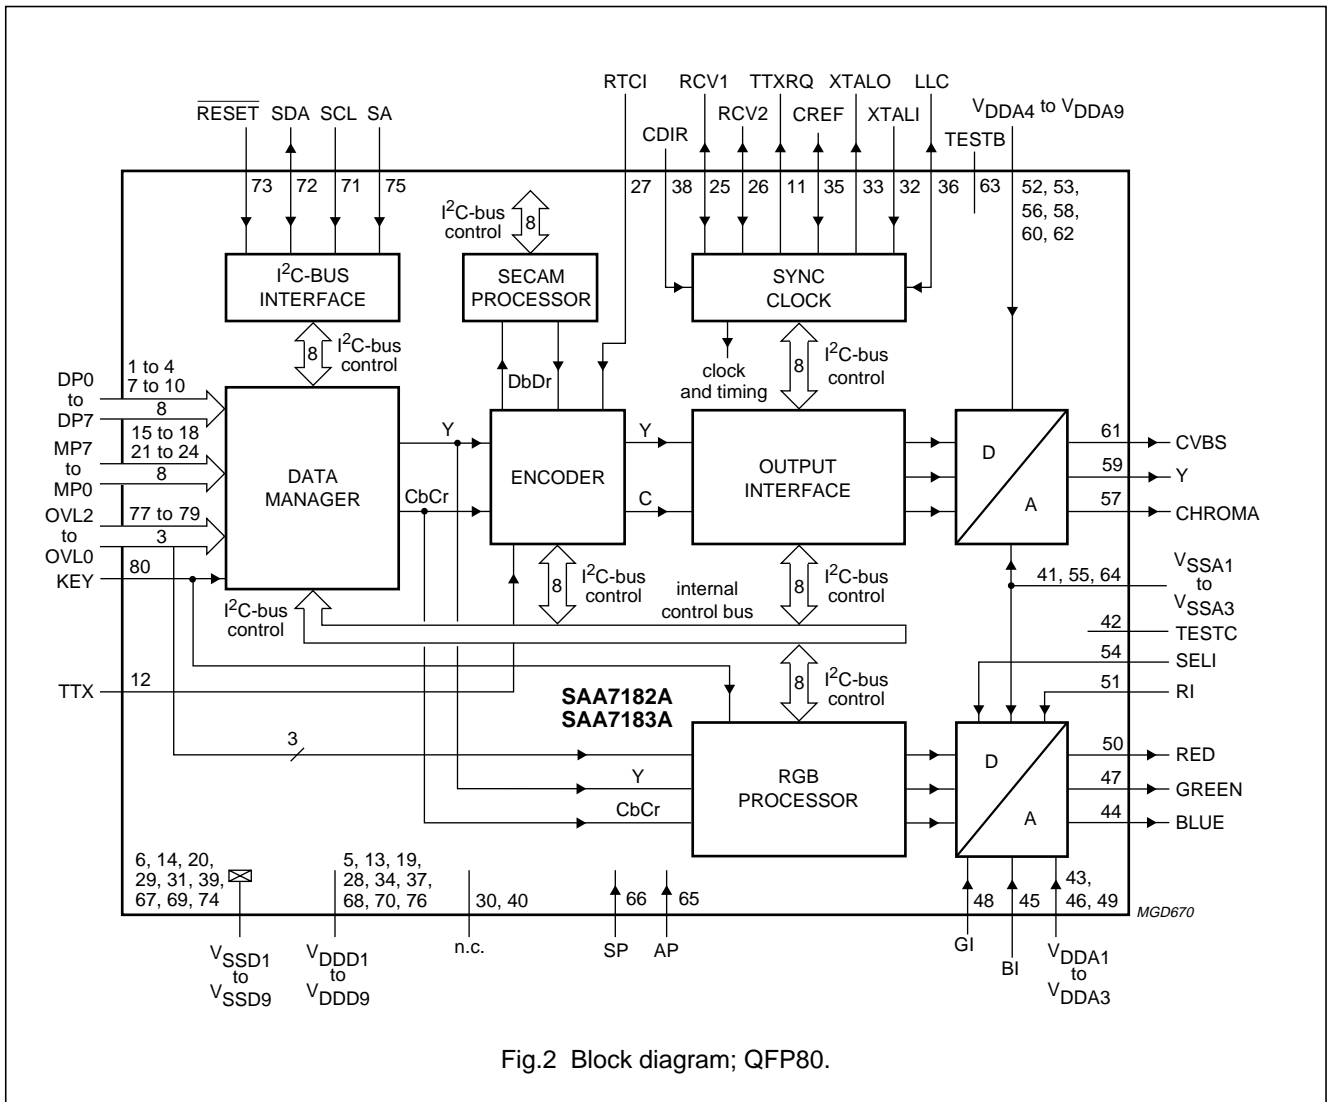 RTCI RCV1 TTXRQ XTALO LLC
RESET SDA SCL SA
RCV2 CREF XTALI
VDDA4 to VDDA9
CDIR TESTB
73 72 71 75
27 38 25 26 11 35 33 32 36 63
52, 53,
56, 58,
60, 62
I2C-bus
control
8
I2C-BUS
INTERFACE
SECAM
PROCESSOR
SYNC
CLOCK
8
I2C-bus
control
DbDr
clock
and timing
8
I2C-bus
control
DP0
to
DP7
1 to 4
7 to 10
8
MP7
to
MP0
15 to 18
21 to 24
8
OVL2
to
OVL0
77 to 79
3
KEY
80
DATA
MANAGER
Y
CbCr
ENCODER
Y
C
OUTPUT
INTERFACE
D
A
61 CVBS
59 Y
57 CHROMA
I2C-bus
control
8
I2C-bus
control
internal
control bus
8
I2C-bus
control
41, 55, 64
VSSA1
to
VSSA3
42
TESTC
54
SELI
51
RI
TTX
12
SAA7182A
SAA7183A
8
I2C-bus
control
3
Y
CbCr
RGB
PROCESSOR
D
A
50 RED
47 GREEN
44 BLUE
6, 14, 20,
29, 31, 39,
67, 69, 74
5, 13, 19,
28, 34, 37,
68, 70, 76
30, 40
66
65
48
45
43,
46, 49
MGD670
VSSD1
to
VSSD9
VDDD1
to
VDDD9
n.c.
SP
AP
GI
BI
VDDA1
to
VDDA3
Fig.2 Block diagram; QFP80.